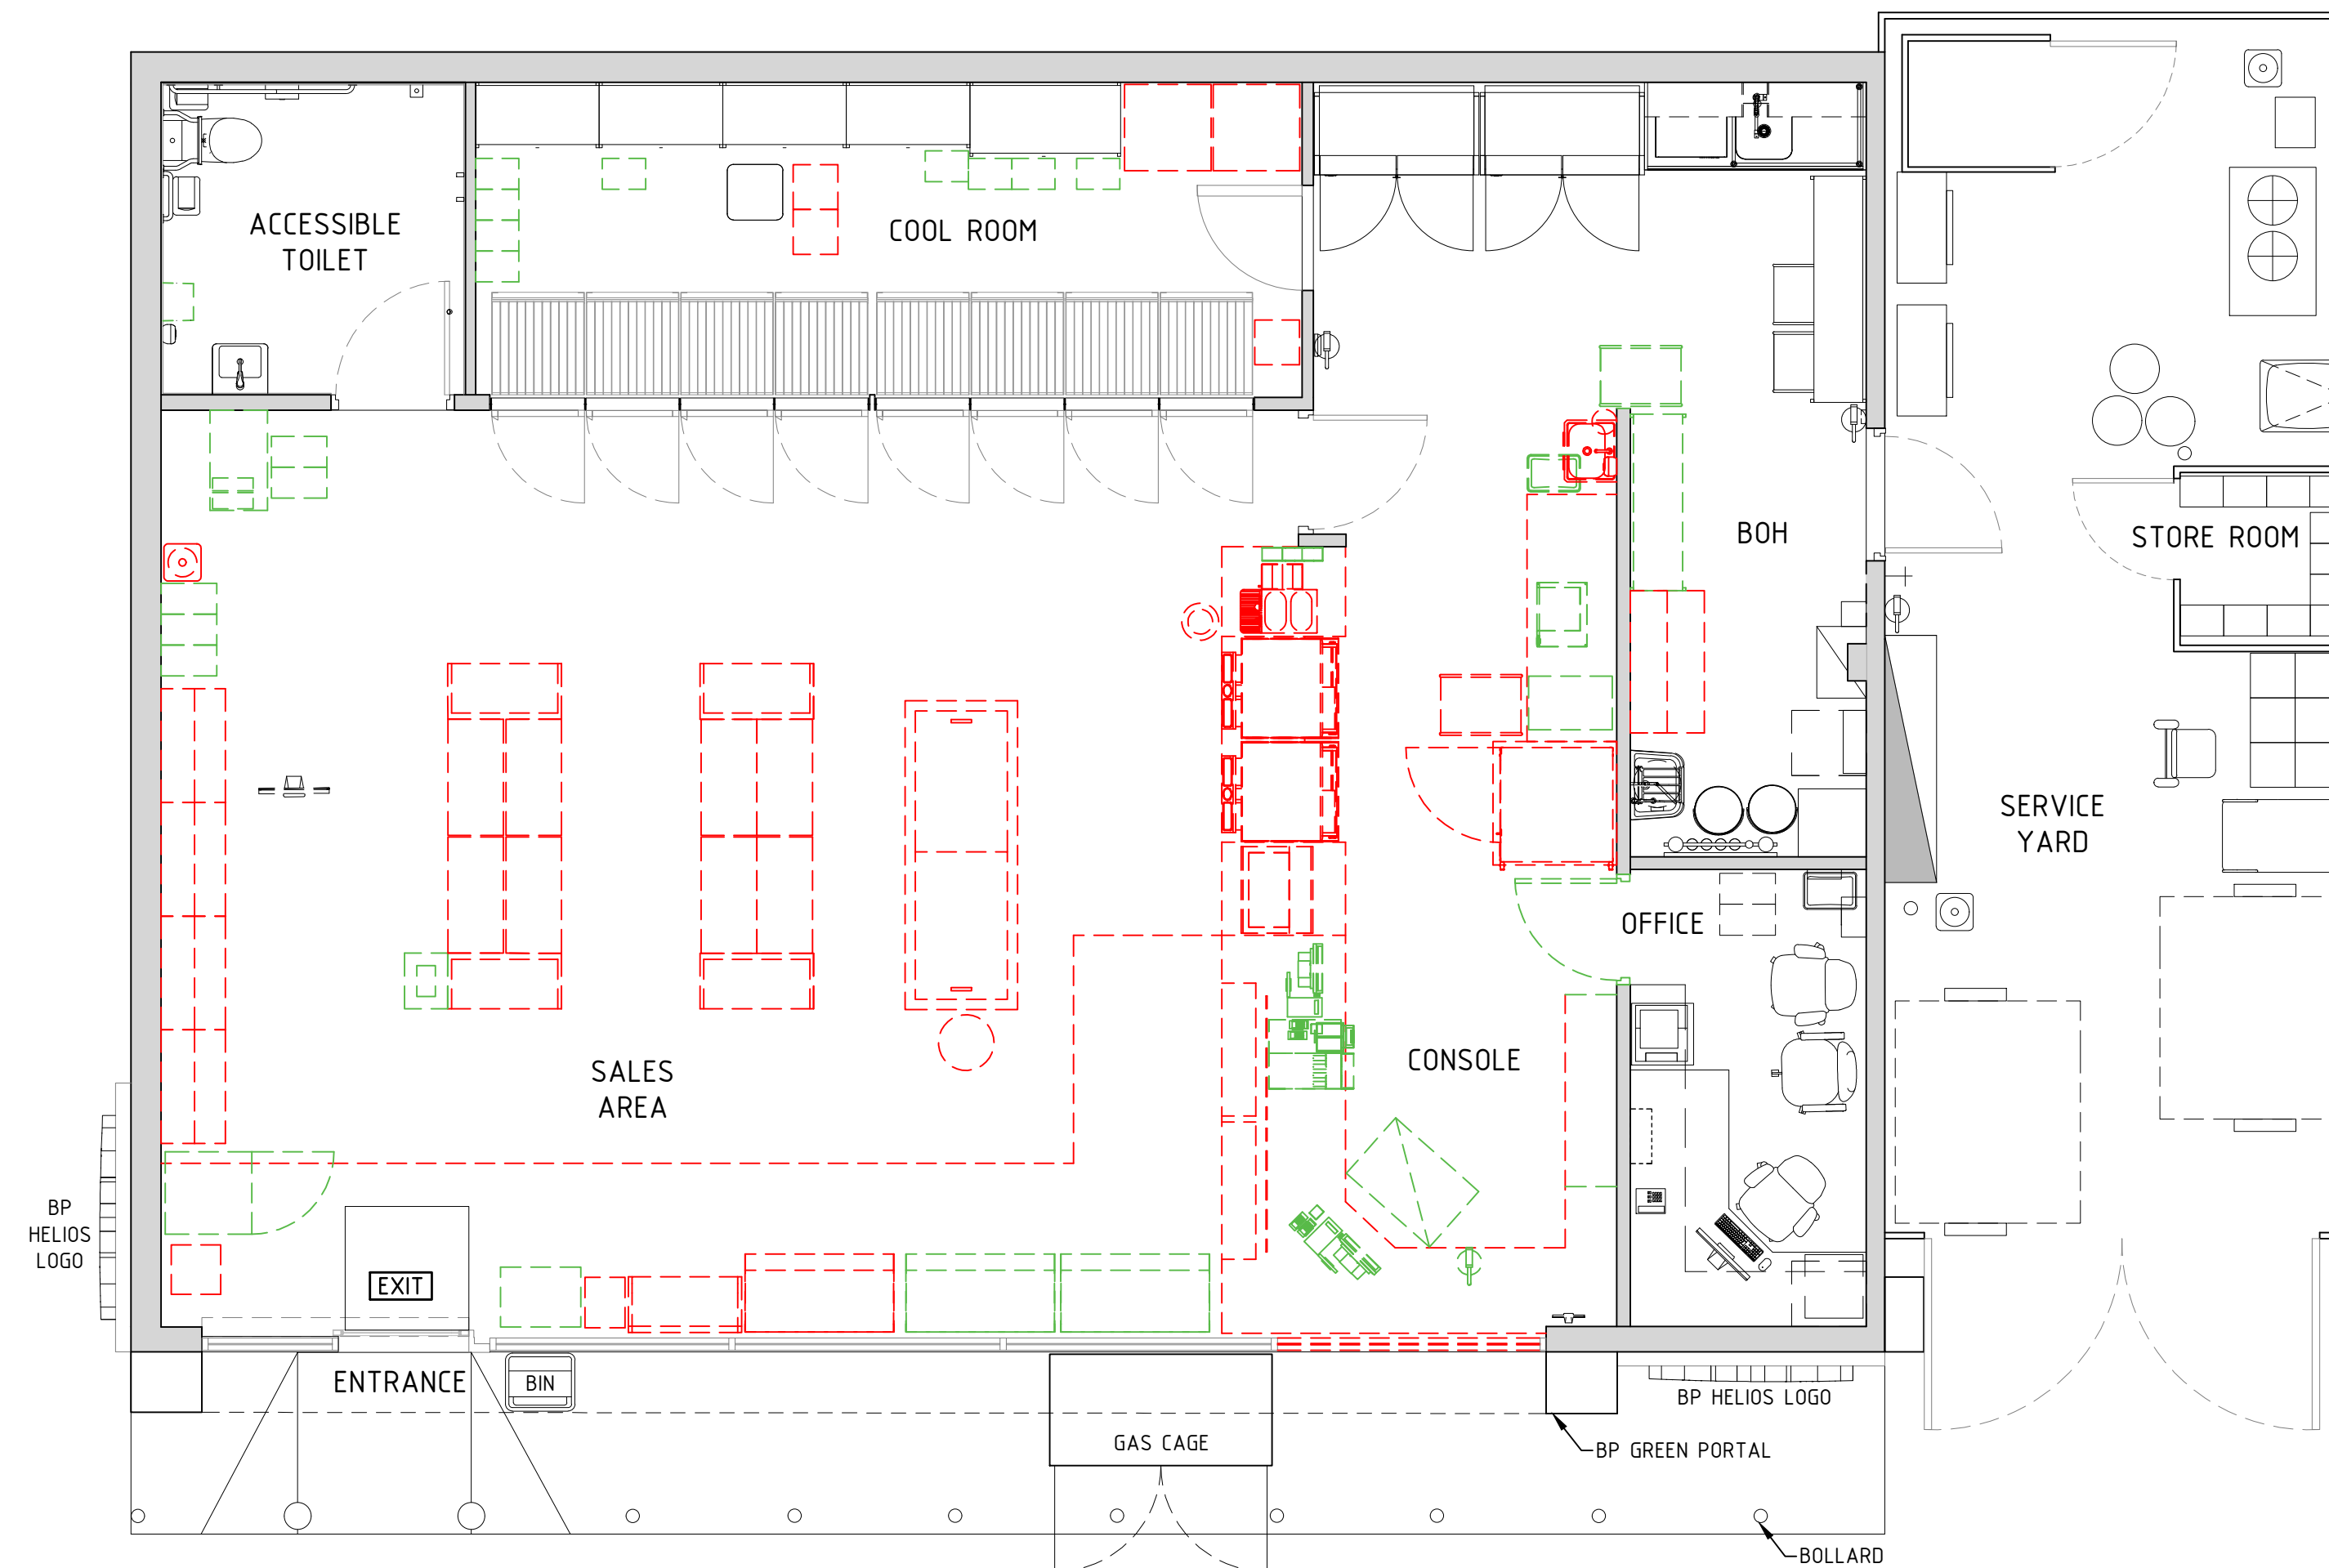 ACCESSIBLE
TOILET
COOL ROOM
BOH
STORE ROOM
SERVICE
YARD
OFFICE
CONSOLE
SALES
AREA
BP
HELIOS
LOGO
EXIT
ENTRANCE
BIN
BP HELIOS LOGO
GAS CAGE
BP GREEN PORTAL
BOLLARD